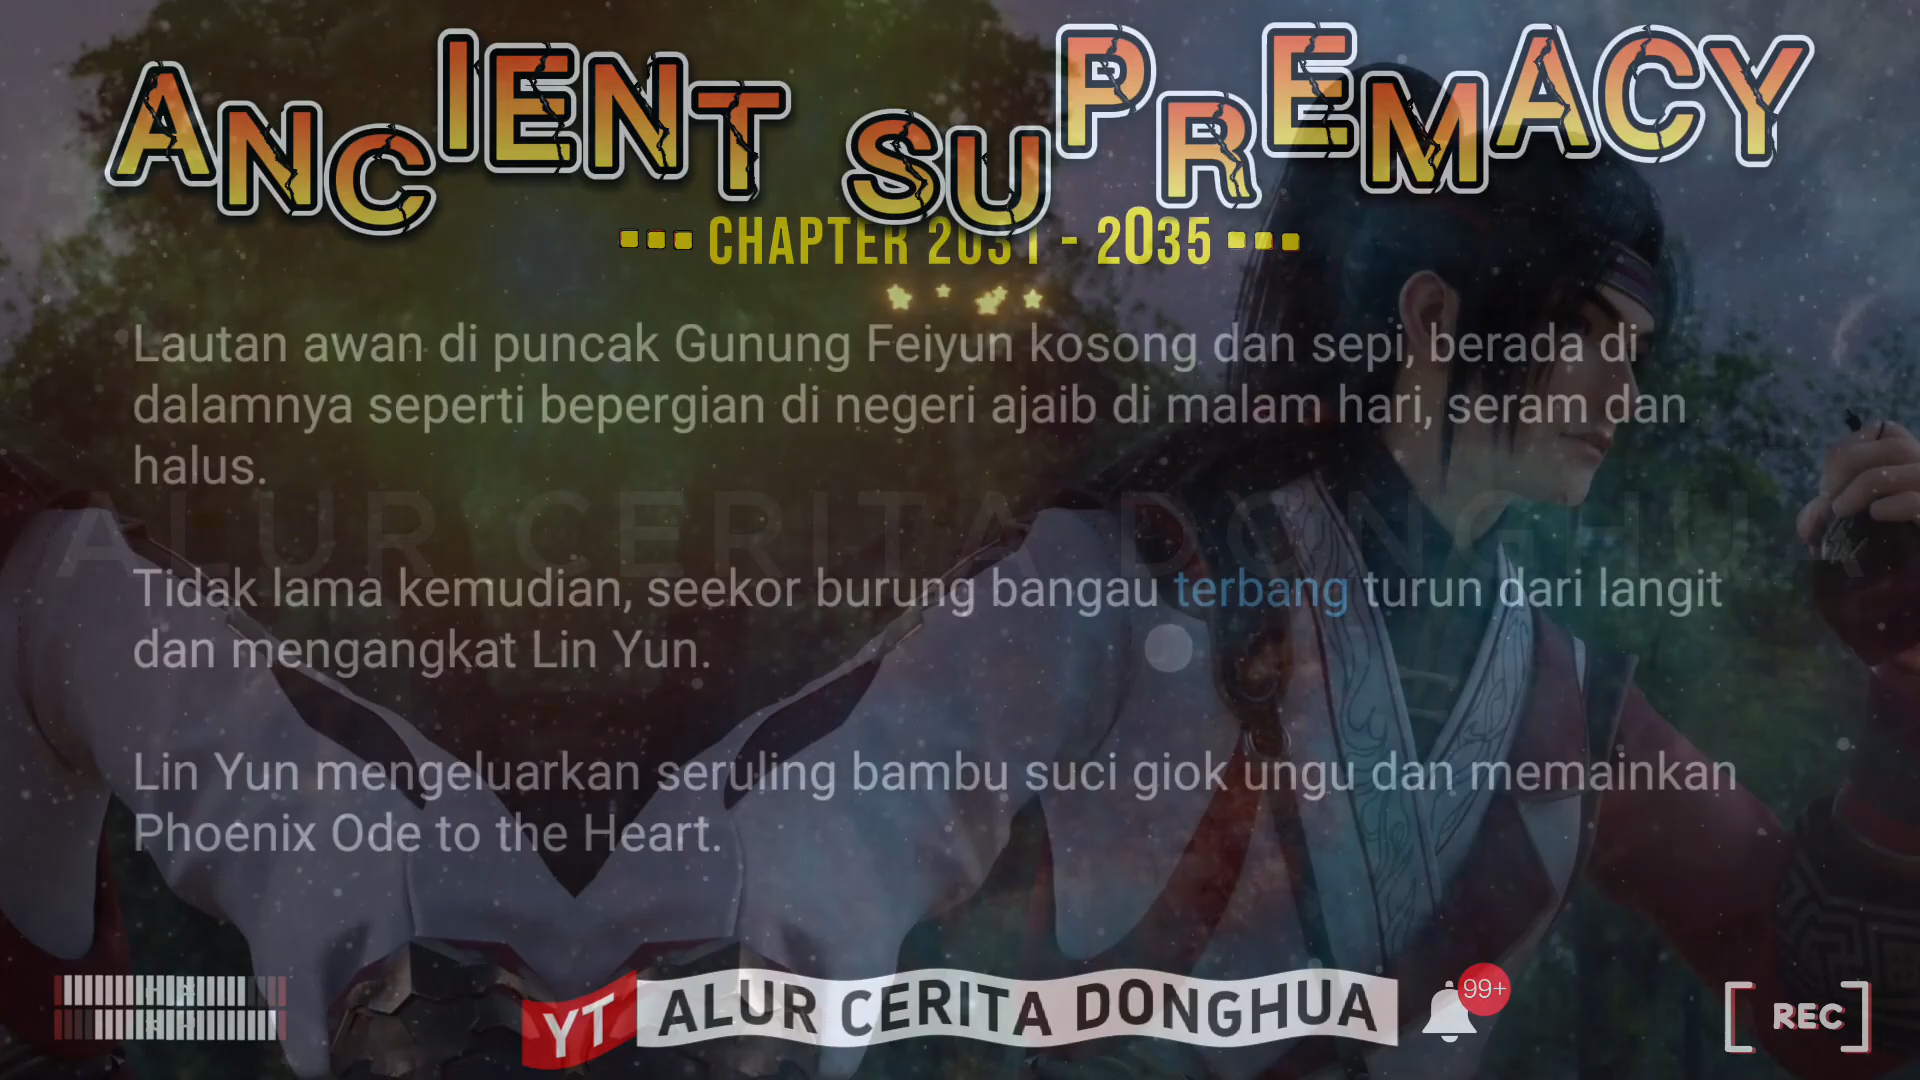 ANCIENT SUPREMACY
CHAPTER 2031 - 2035
Lautan awan di puncak Gunung Feiyun kosong dan sepi, berada di
dalamnya seperti bepergian di negeri ajaib di malam hari, seram dan
halus.
ALUR CERITA DONGHUA
Tidak lama kemudian, seekor burung bangau terbang turun dari langit
dan mengangkat Lin Yun.
Lin Yun mengeluarkan seruling bambu suci giok ungu dan memainkan
Phoenix Ode to the Heart.
YT ALUR CERITA DONGHUA 99+
REC